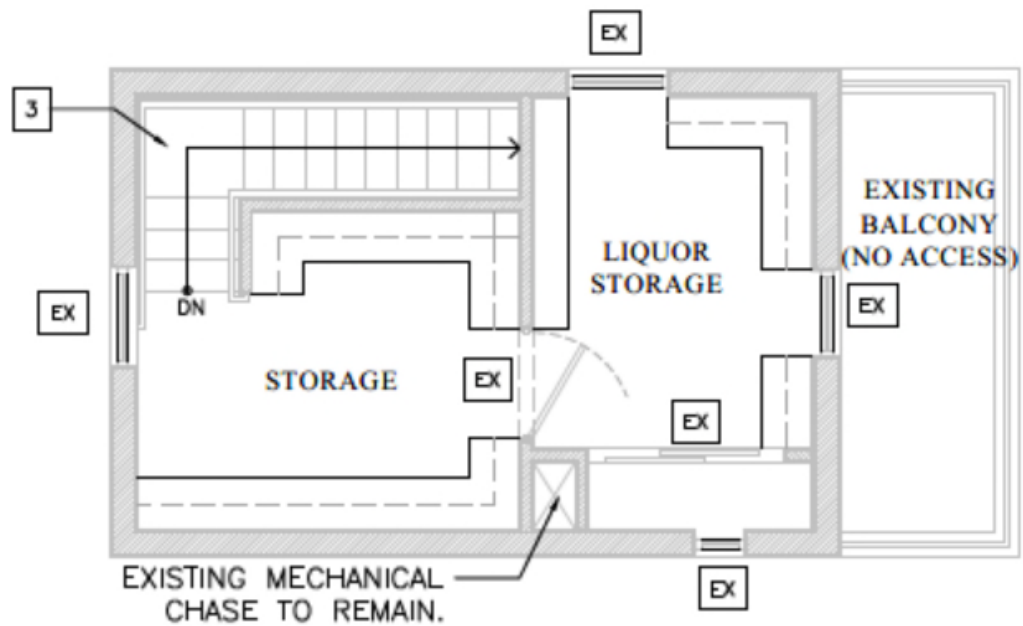 EX
3
EXISTING
BALCONY
(NO ACCESS)
LIQUOR
STORAGE
EX
DN
EX
STORAGE
EX
EX
EXISTING MECHANICAL
CHASE TO REMAIN.
EX